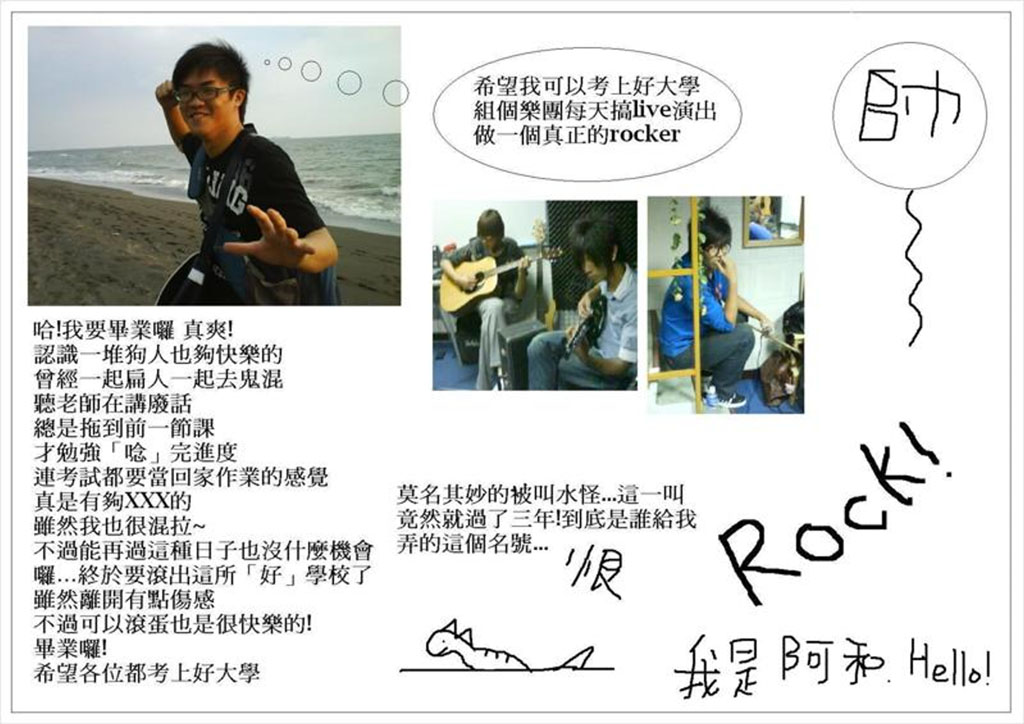 希望我可以考上好大學
組個樂團每天搞live演出
做一個真正的rocker
帥
哈!我要畢業囉 真爽!
認識一堆狗人也夠快樂的
曾經一起扁人一起去鬼混
聽老師在講廢話
總是拖到前一節課
才勉強「唸」完進度
連考試都要當回家作業的感覺
真是有夠XXX的
雖然我也很混拉~
不過能再過這種日子也沒什麼機會
囉...終於要滾出這所「好」學校了
雖然離開有點傷感
不過可以滾蛋也是很快樂的!
畢業囉!
希望各位都考上好大學
莫名其妙的被叫水怪...這一叫
竟然就過了三年!到底是誰給我
弄的這個名號...
恨
ROCK!
我是阿和. Hello!